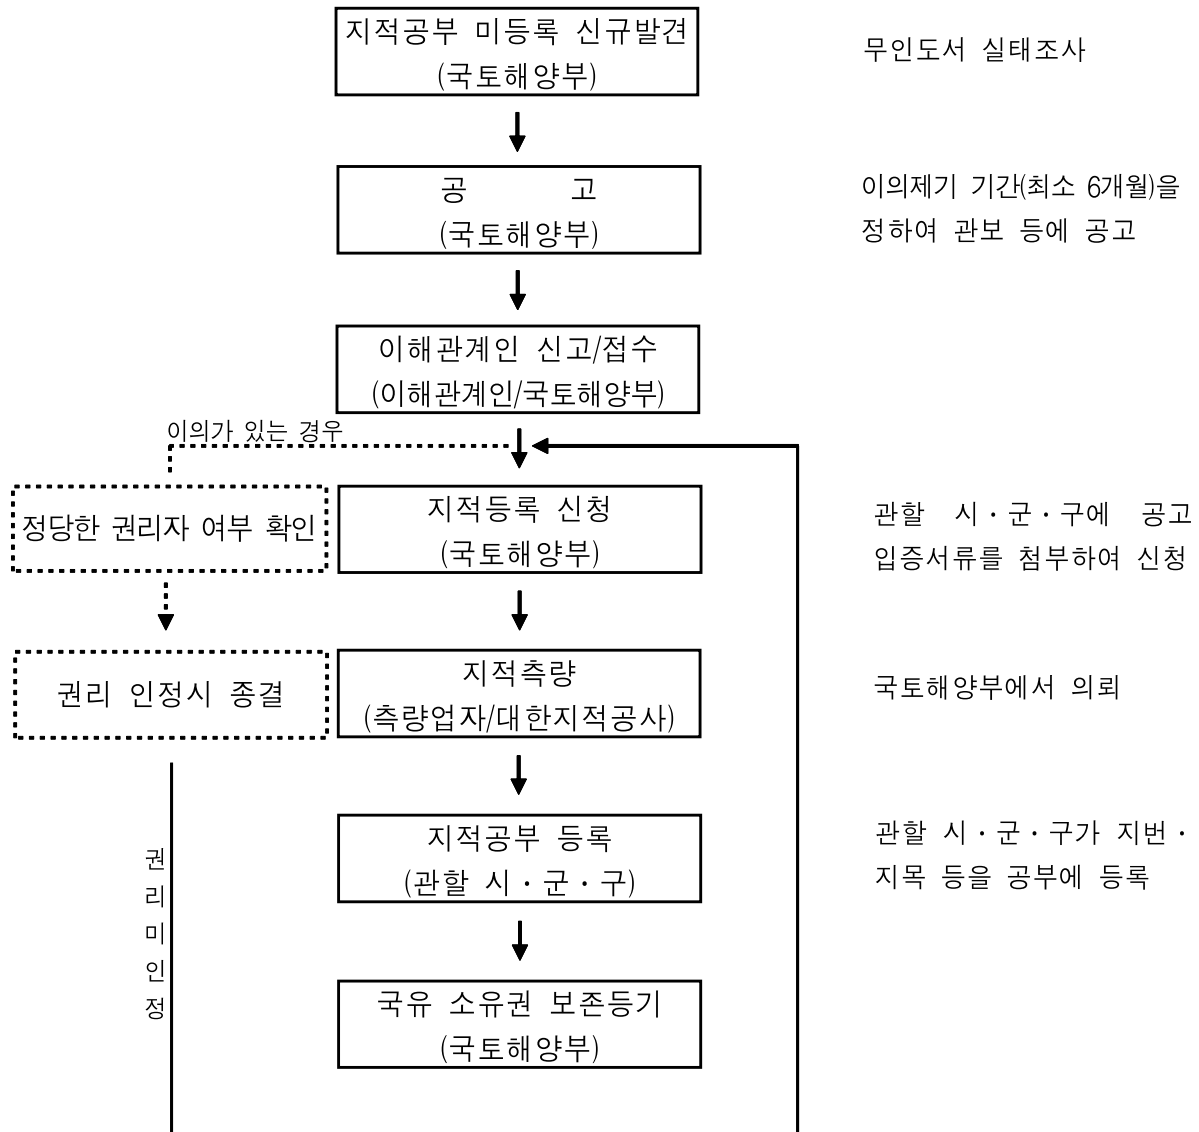 지적공부 미등록 신규발견
(국토해양부)
무인도서 실태조사
공 고
(국토해양부)
이의제기 기간(최소 6개월)을
정하여 관보 등에 공고
이해관계인 신고/접수
(이해관계인/국토해양부)
이의가 있는 경우
정당한 권리자 여부 확인
지적등록 신청
(국토해양부)
관할 시·군·구에 공고
입증서류를 첨부하여 신청
권리 인정시 종결
지적측량
(측량업자/대한지적공사)
국토해양부에서 의뢰
지적공부 등록
(관할 시·군·구)
관할 시·군·구가 지번·
지목 등을 공부에 등록
권
리
미
인
정
국유 소유권 보존등기
(국토해양부)